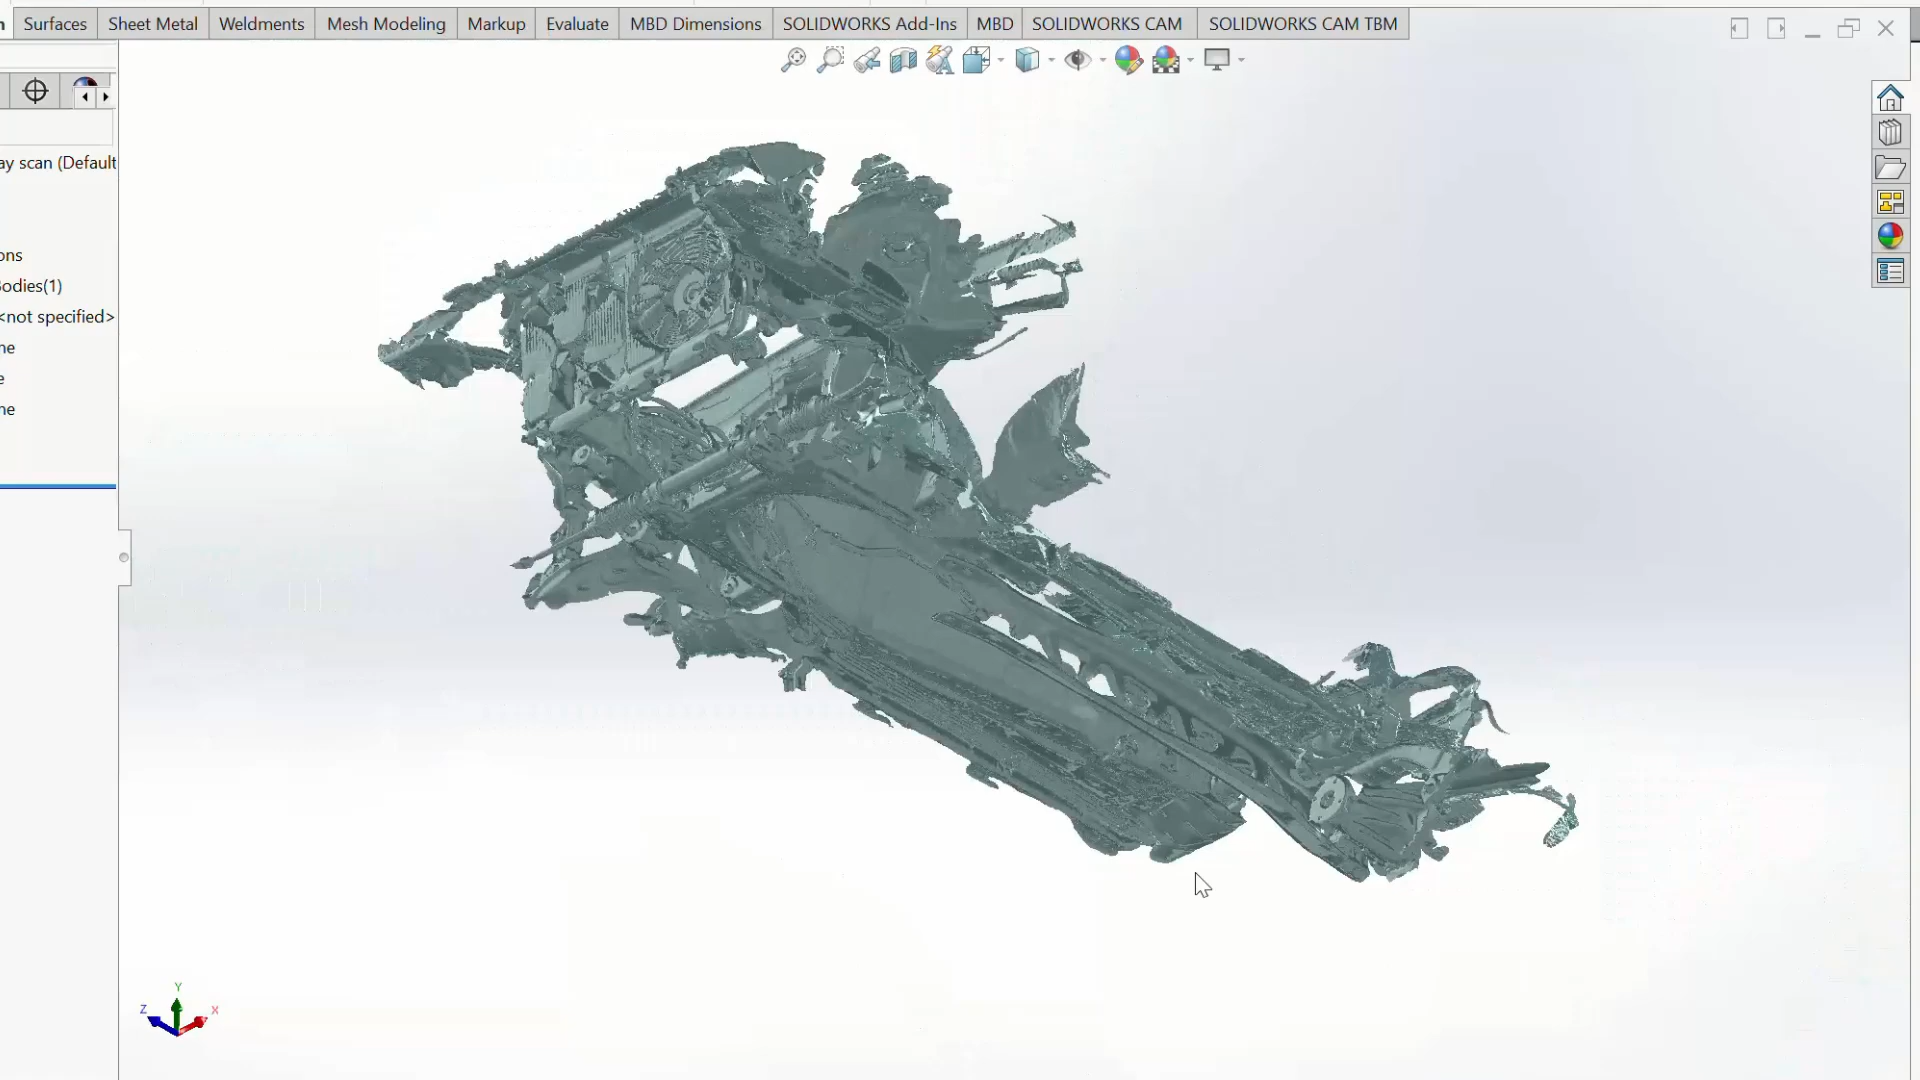 Surfaces Sheet Metal Weldments Mesh Modeling Markup Evaluate MBD Dimensions SOLIDWORKS Add-Ins MBD SOLIDWORKS CAM SOLIDWORKS CAM TBM
ay scan (Default
ons
Bodies(1)
<not specified>
ne
e
ne
Y
Z X